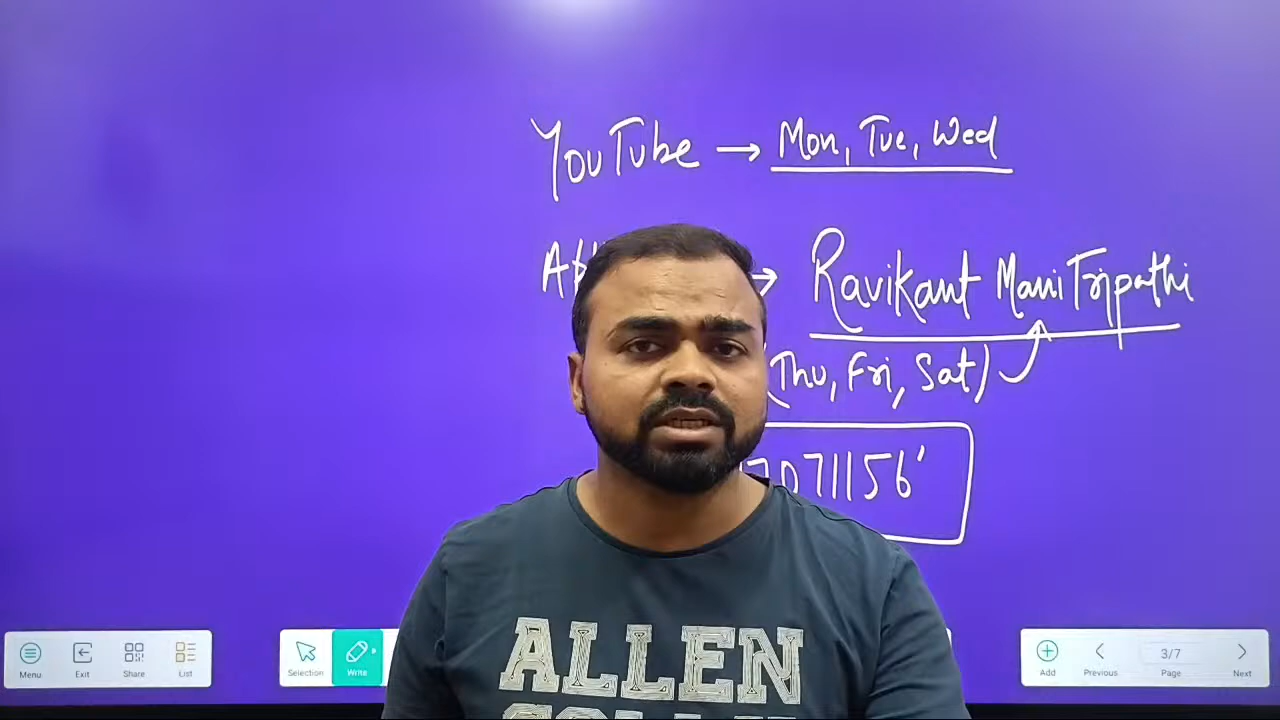 YouTube → Mon, Tue, Wed
→ Ravikant Mani Tripathi
(Thu, Fri, Sat)
071156'
ALLEN
Menu
Exit
Share
List
Selection
Write
Add
Previous
3/7
Page
Next